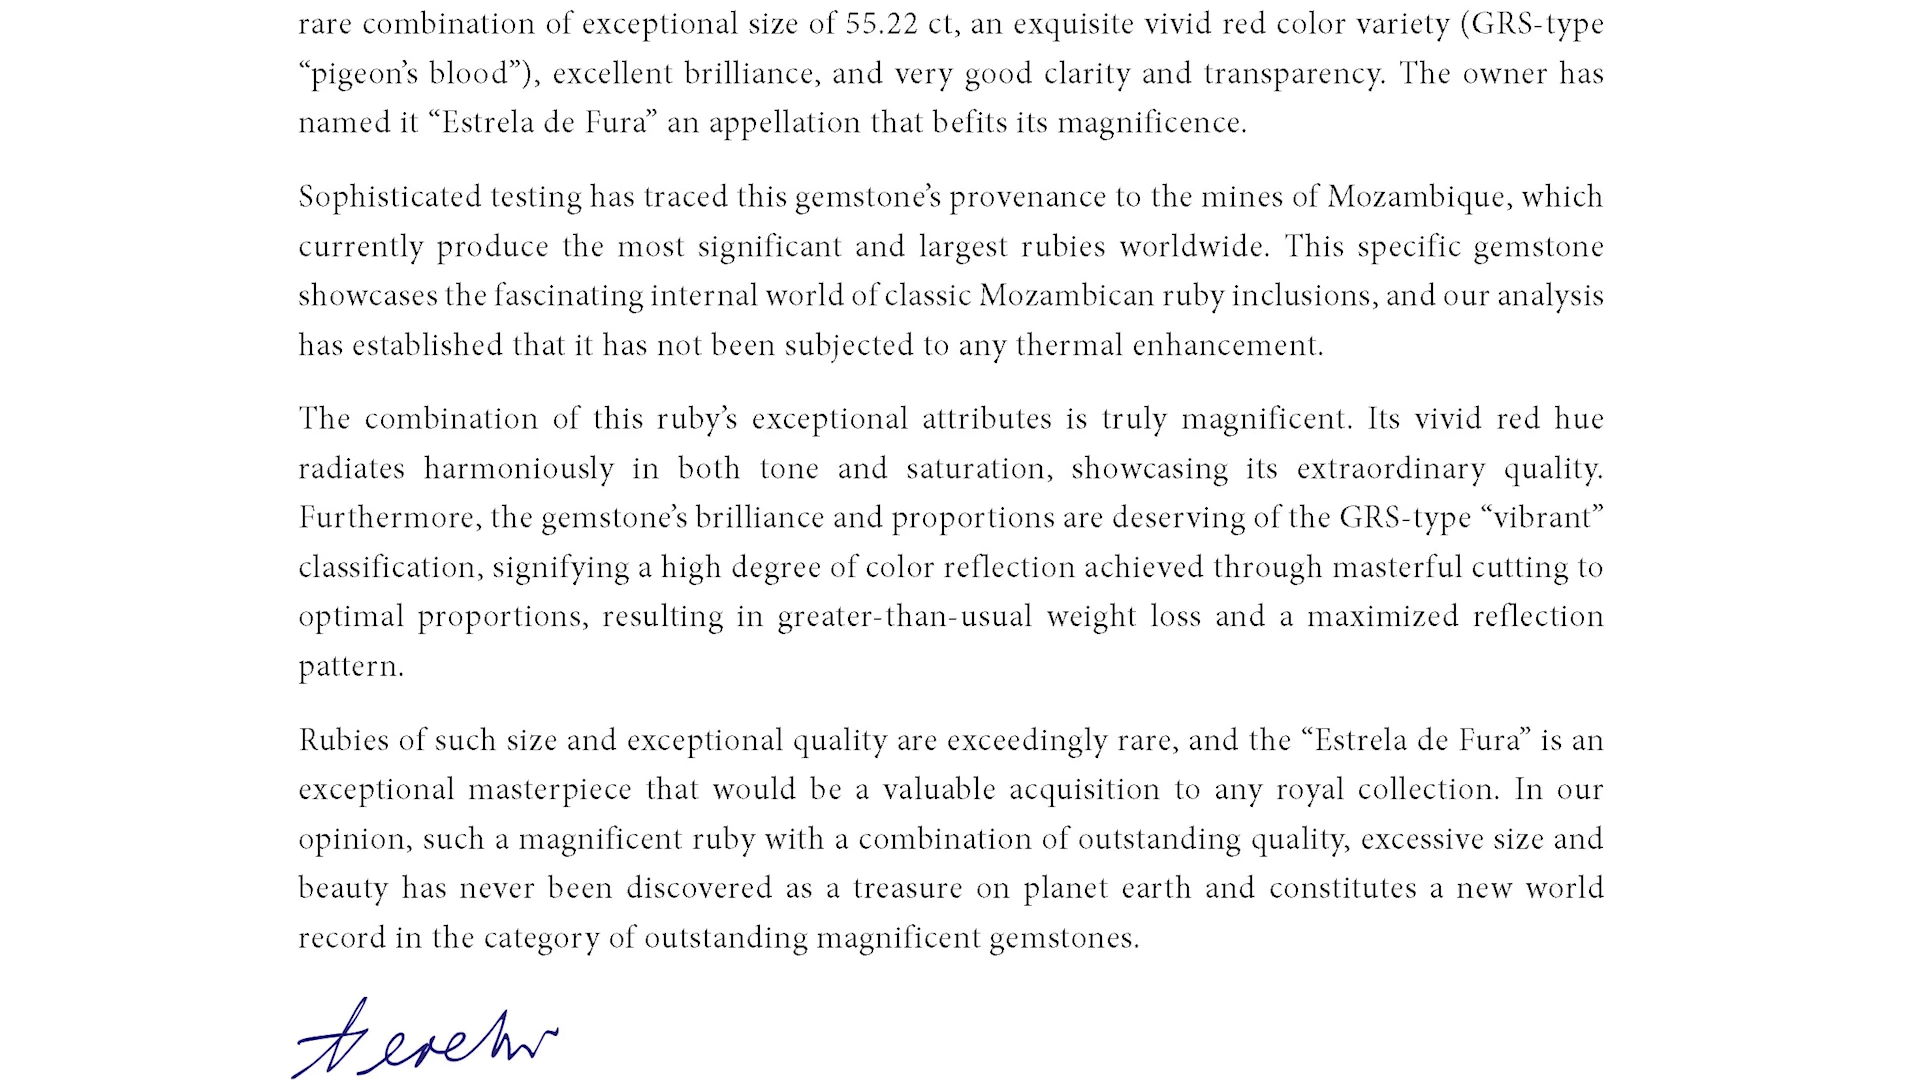 rare combination of exceptional size of 55.22 ct, an exquisite vivid red color variety (GRS-type
“pigeon’s blood”), excellent brilliance, and very good clarity and transparency. The owner has
named it “Estrela de Fura” an appellation that befits its magnificence.
Sophisticated testing has traced this gemstone’s provenance to the mines of Mozambique, which
currently produce the most significant and largest rubies worldwide. This specific gemstone
showcases the fascinating internal world of classic Mozambican ruby inclusions, and our analysis
has established that it has not been subjected to any thermal enhancement.
The combination of this ruby’s exceptional attributes is truly magnificent. Its vivid red hue
radiates harmoniously in both tone and saturation, showcasing its extraordinary quality.
Furthermore, the gemstone’s brilliance and proportions are deserving of the GRS-type “vibrant”
classification, signifying a high degree of color reflection achieved through masterful cutting to
optimal proportions, resulting in greater-than-usual weight loss and a maximized reflection
pattern.
Rubies of such size and exceptional quality are exceedingly rare, and the “Estrela de Fura” is an
exceptional masterpiece that would be a valuable acquisition to any royal collection. In our
opinion, such a magnificent ruby with a combination of outstanding quality, excessive size and
beauty has never been discovered as a treasure on planet earth and constitutes a new world
record in the category of outstanding magnificent gemstones.